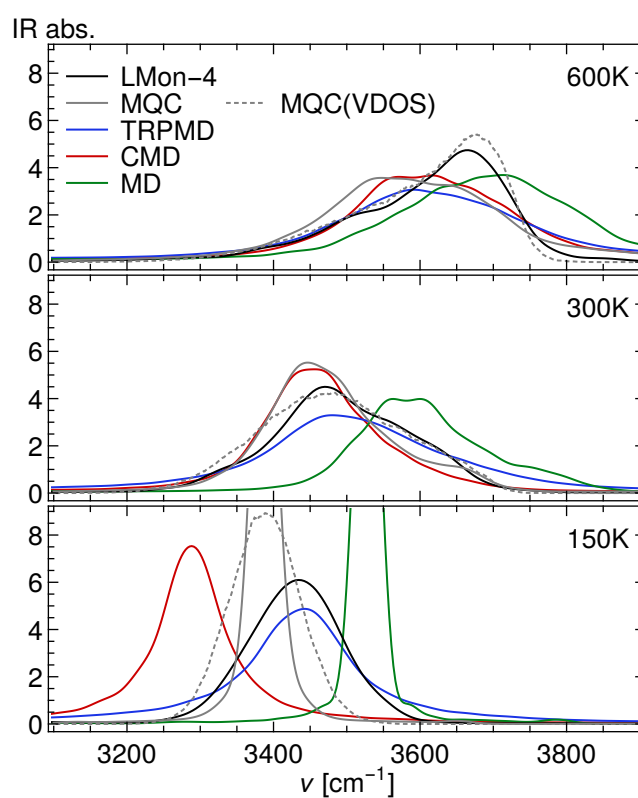 IR abs.
8
6
4
2
0
LMon-4
MQC
MQC(VDOS)
TRPMD
CMD
MD
600K
8
6
4
2
0
300K
8
6
4
2
0
150K
3200 3400 3600 3800
ν [cm⁻¹]